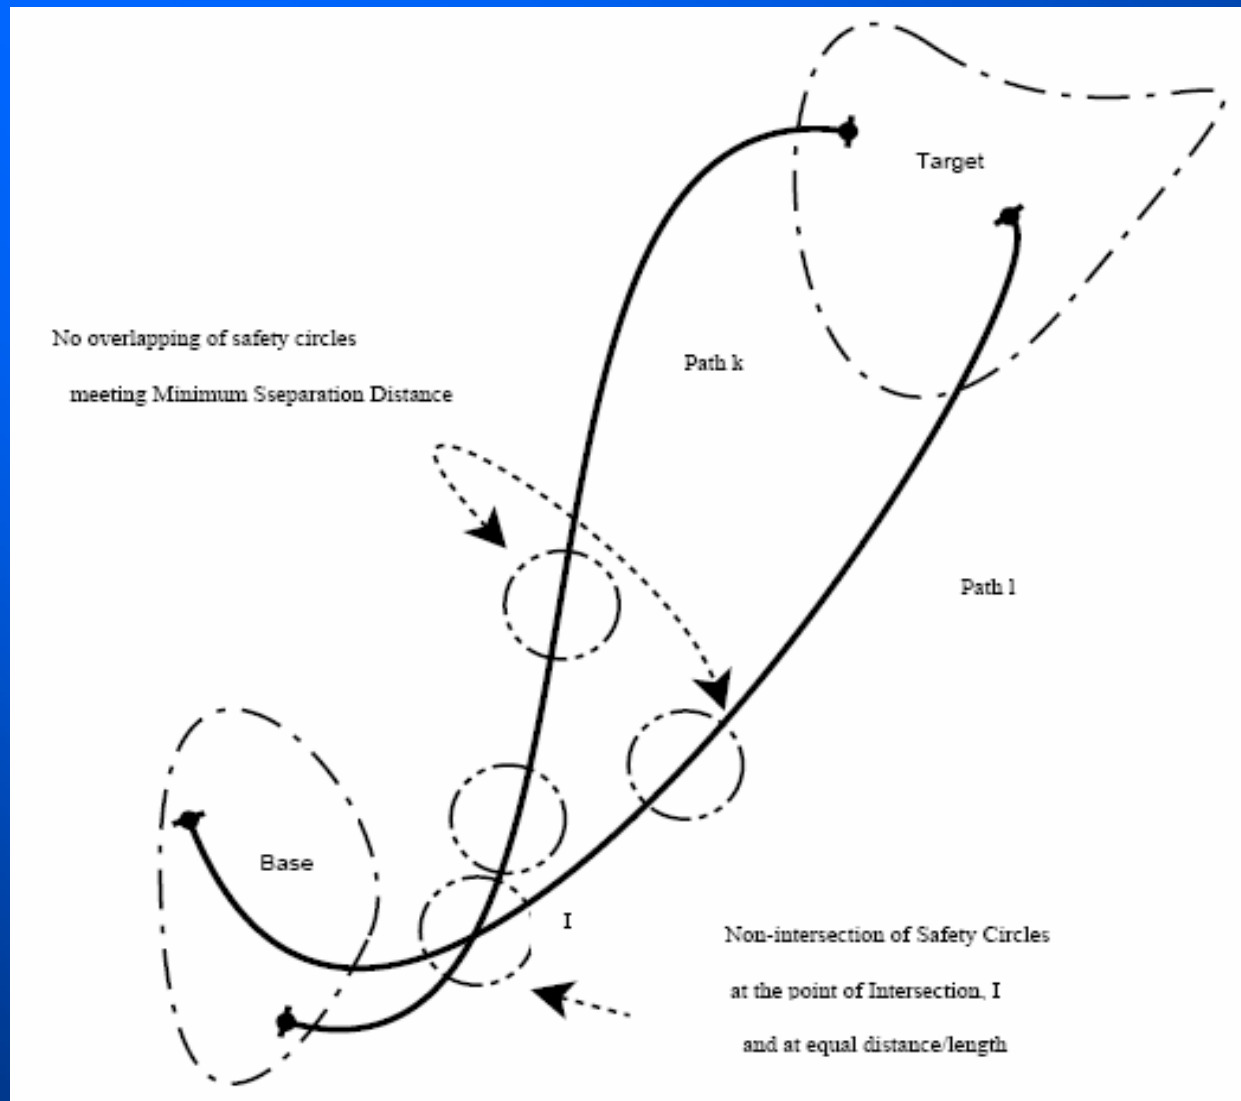 Target
No overlapping of safety circles
meeting Minimum Sseparation Distance
Path k
Path l
Base
I
Non-intersection of Safety Circles
at the point of Intersection, I
and at equal distance/length